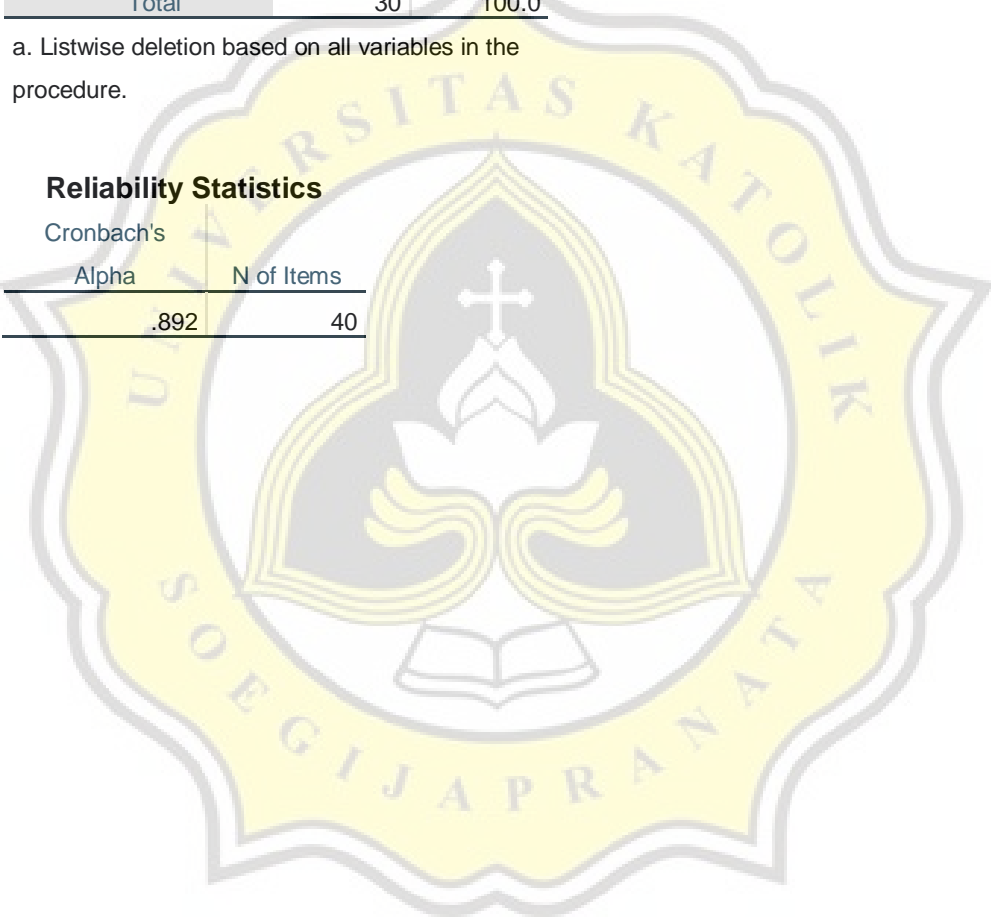 Total 30 100.0
a. Listwise deletion based on all variables in the
procedure.
Reliability Statistics
Cronbach's
Alpha N of Items
.892 40
UNIVERSITAS KATOLIK
SOEGIJAPRANATA